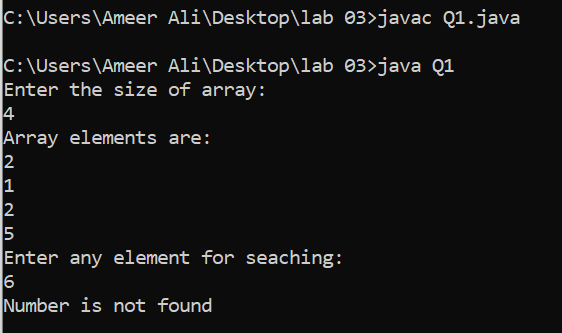 C:\Users\Ameer Ali\Desktop\lab 03>javac Q1.java
C:\Users\Ameer Ali\Desktop\lab 03>java Q1
Enter the size of array:
4
Array elements are:
2
1
2
5
Enter any element for seaching:
6
Number is not found